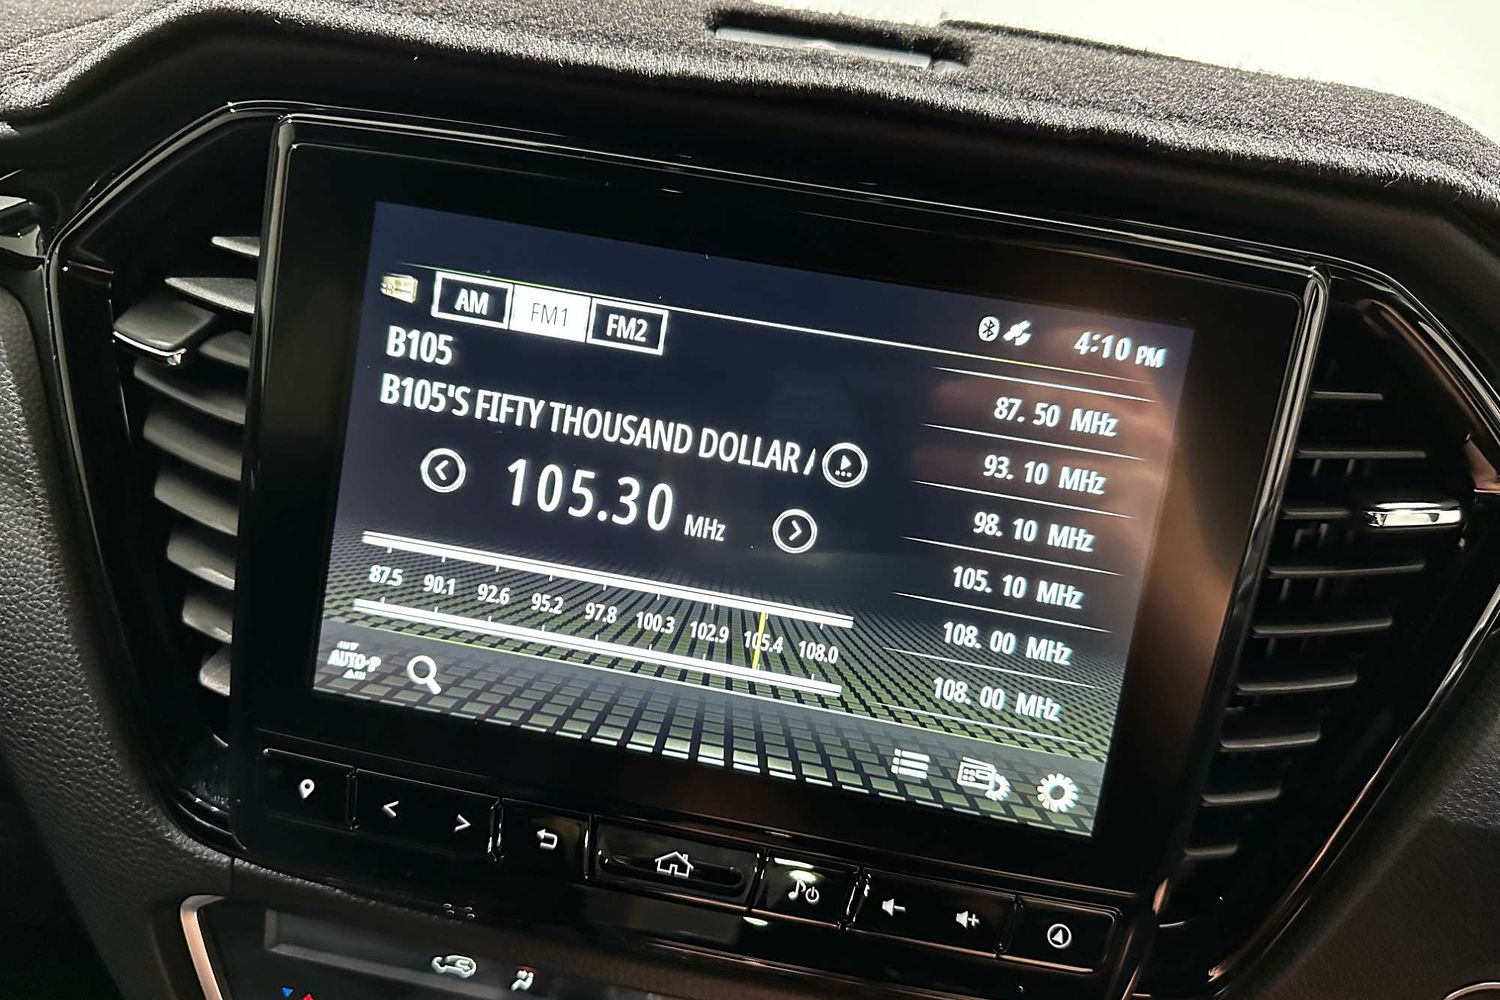 AM FM1 FM2
4:10 PM
B105
B105'S FIFTY THOUSAND DOLLAR
105.30 MHz
87.5 90.1 92.6 95.2 97.8 100.3 102.9 105.4 108.0
AUTO-P
87.50 MHz
93.10 MHz
98.10 MHz
105.10 MHz
108.00 MHz
108.00 MHz